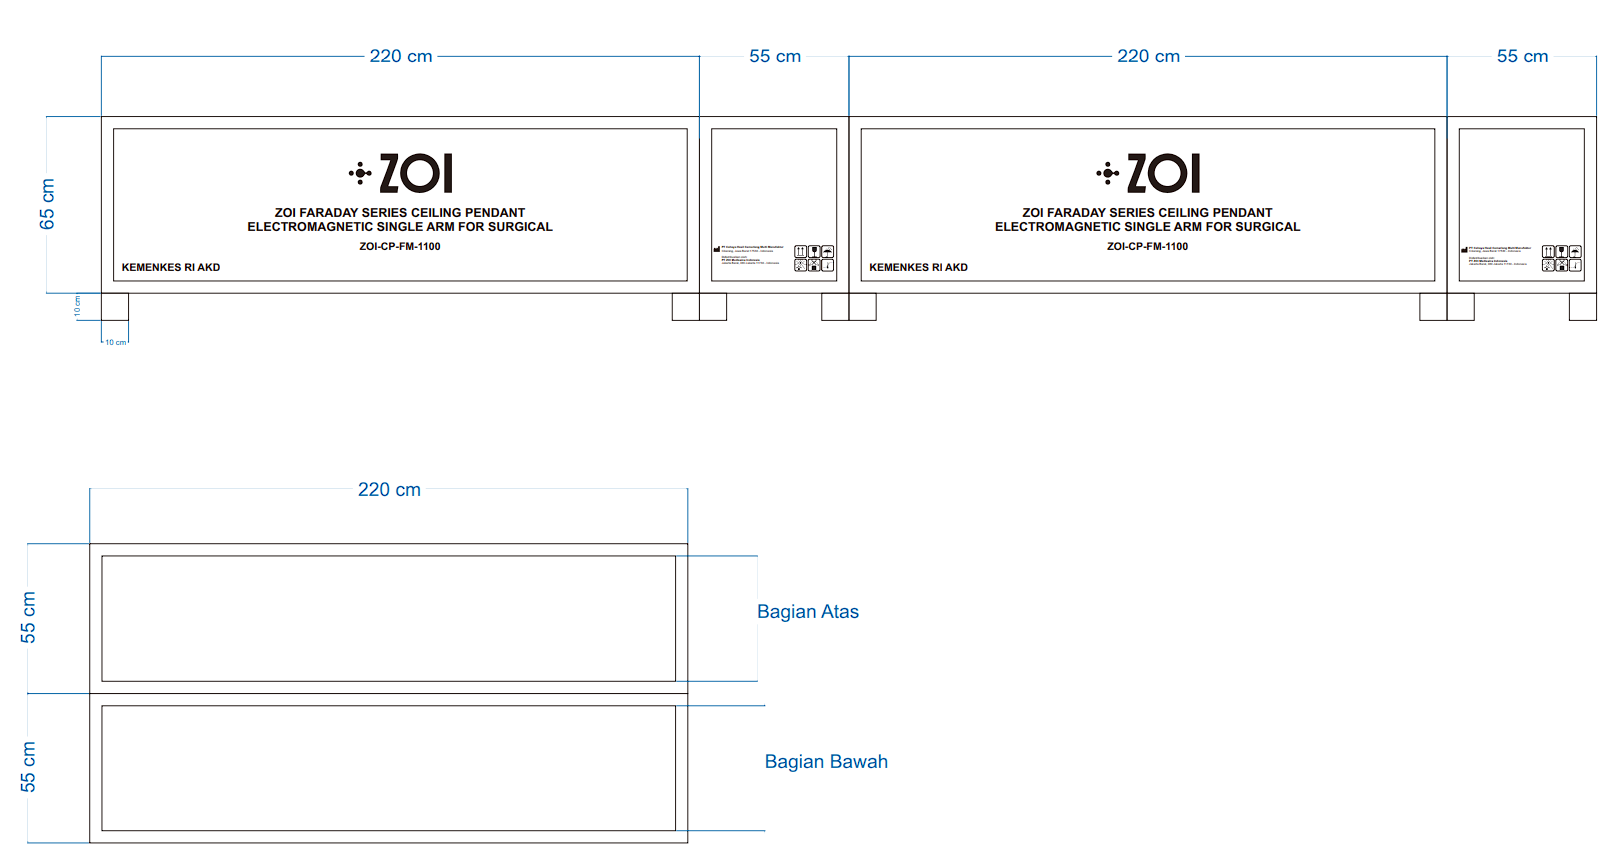 220 cm
55 cm
220 cm
55 cm
65 cm
ZOI
ZOI FARADAY SERIES CEILING PENDANT
ELECTROMAGNETIC SINGLE ARM FOR SURGICAL
ZOI-CP-FM-1100
KEMENKES RI AKD
ZOI
ZOI FARADAY SERIES CEILING PENDANT
ELECTROMAGNETIC SINGLE ARM FOR SURGICAL
ZOI-CP-FM-1100
KEMENKES RI AKD
10 cm
10 cm
220 cm
55 cm
Bagian Atas
55 cm
Bagian Bawah